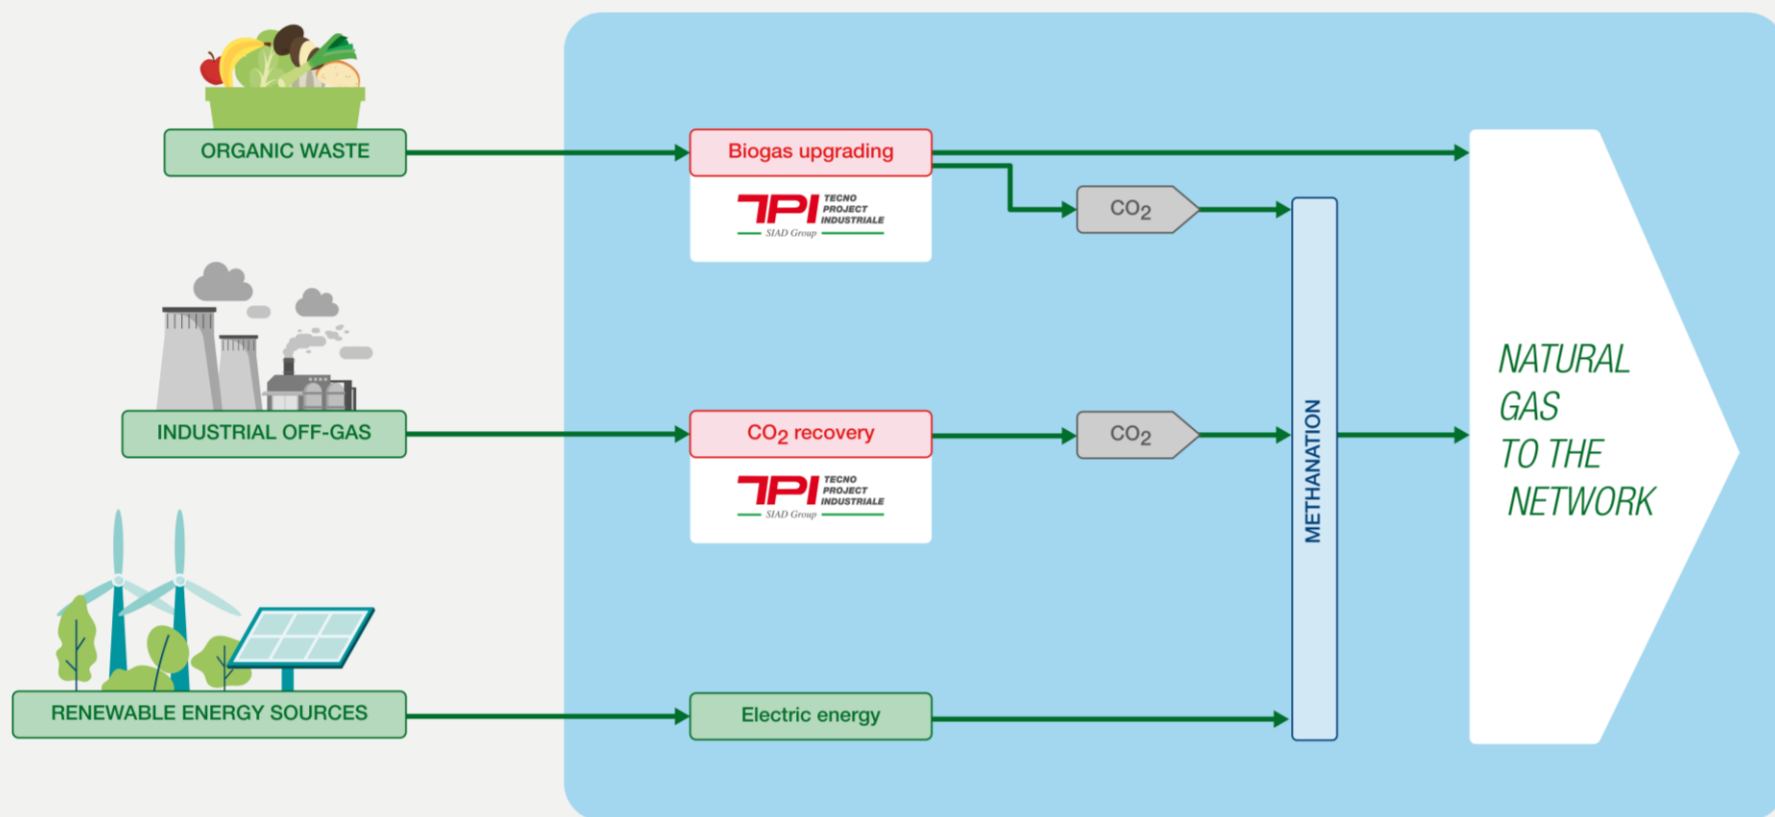 ORGANIC WASTE
Biogas upgrading
TPI TECNO
PROJECT
INDUSTRIALE
SIAD Group
CO2
INDUSTRIAL OFF-GAS
CO2 recovery
TPI TECNO
PROJECT
INDUSTRIALE
SIAD Group
CO2
METHANATION
NATURAL
GAS
TO THE
NETWORK
RENEWABLE ENERGY SOURCES
Electric energy